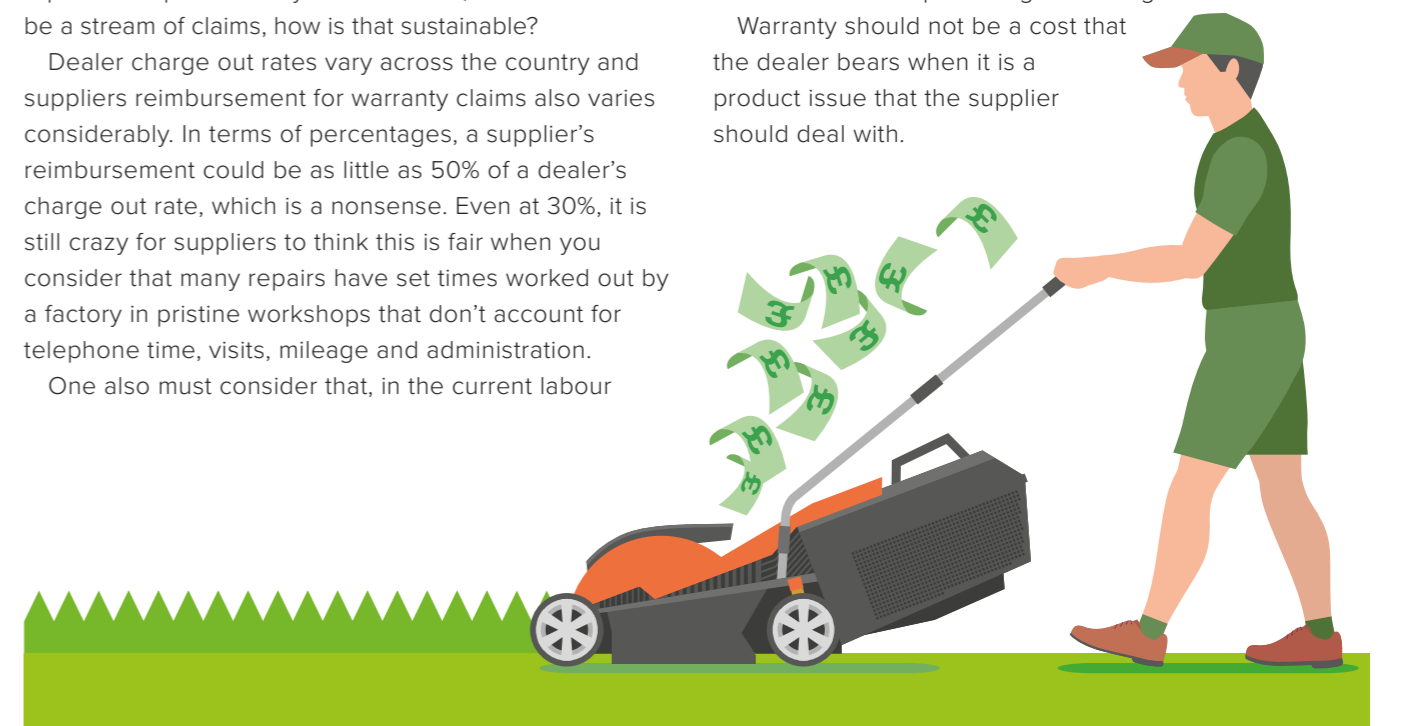 be a stream of claims, how is that sustainable?
Dealer charge out rates vary across the country and
suppliers reimbursement for warranty claims also varies
considerably. In terms of percentages, a supplier’s
reimbursement could be as little as 50% of a dealer’s
charge out rate, which is a nonsense. Even at 30%, it is
still crazy for suppliers to think this is fair when you
consider that many repairs have set times worked out by
a factory in pristine workshops that don’t account for
telephone time, visits, mileage and administration.
One also must consider that, in the current labour
Warranty should not be a cost that
the dealer bears when it is a
product issue that the supplier
should deal with.
£
£
£
£
£
£
£
£